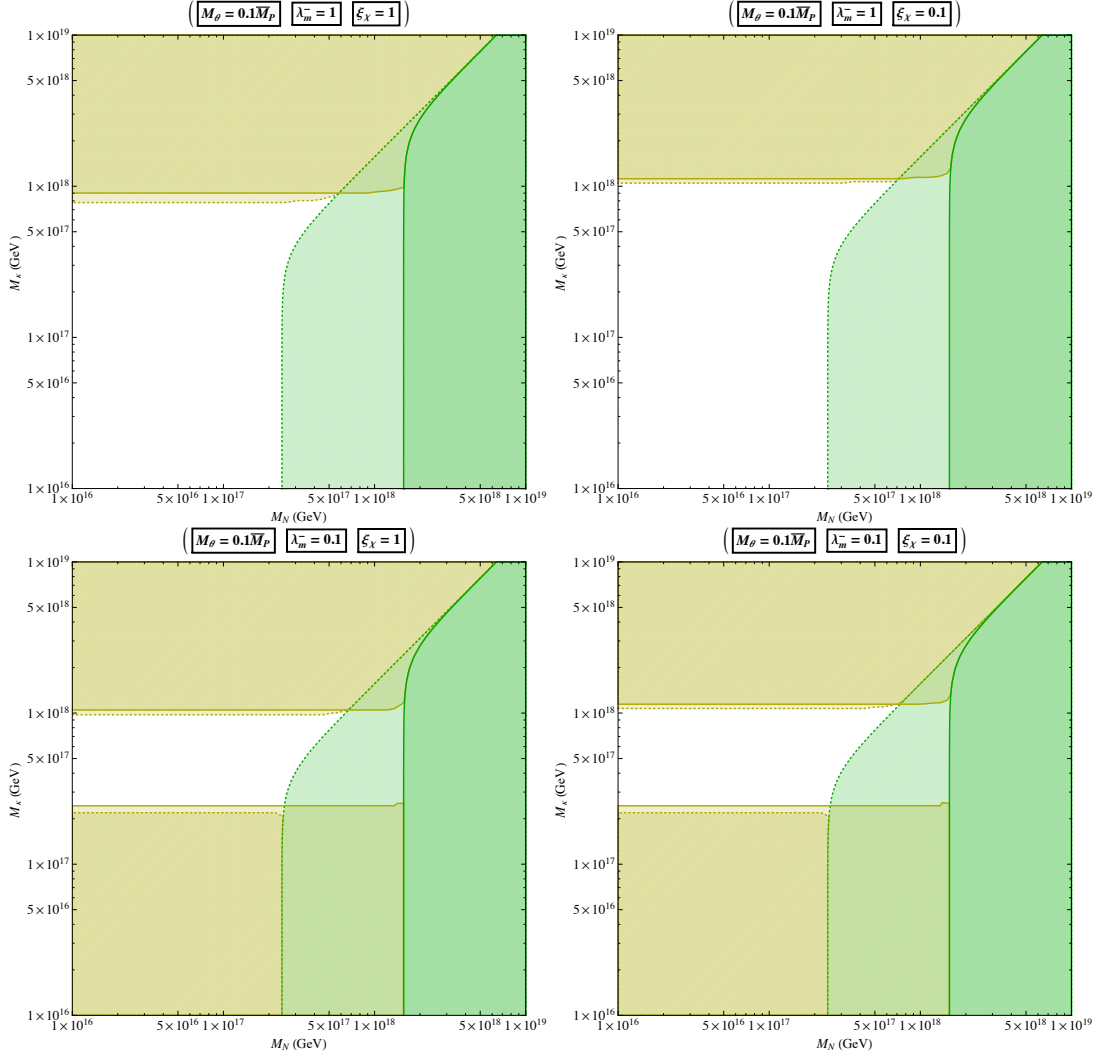 ( M_θ = 0.1M̅_P λ_m^- = 1 ξ_χ = 1 )
1×10^19
5×10^18
1×10^18
5×10^17
1×10^17
5×10^16
1×10^16
M_κ (GeV)
1×10^16 5×10^16 1×10^17 5×10^17 1×10^18 5×10^18 1×10^19
M_N (GeV)
( M_θ = 0.1M̅_P λ_m^- = 1 ξ_χ = 0.1 )
1×10^19
5×10^18
1×10^18
5×10^17
1×10^17
5×10^16
1×10^16
M_κ (GeV)
1×10^16 5×10^16 1×10^17 5×10^17 1×10^18 5×10^18 1×10^19
M_N (GeV)
( M_θ = 0.1M̅_P λ_m^- = 0.1 ξ_χ = 1 )
1×10^19
5×10^18
1×10^18
5×10^17
1×10^17
5×10^16
1×10^16
M_κ (GeV)
1×10^16 5×10^16 1×10^17 5×10^17 1×10^18 5×10^18 1×10^19
M_N (GeV)
( M_θ = 0.1M̅_P λ_m^- = 0.1 ξ_χ = 0.1 )
1×10^19
5×10^18
1×10^18
5×10^17
1×10^17
5×10^16
1×10^16
M_κ (GeV)
1×10^16 5×10^16 1×10^17 5×10^17 1×10^18 5×10^18 1×10^19
M_N (GeV)